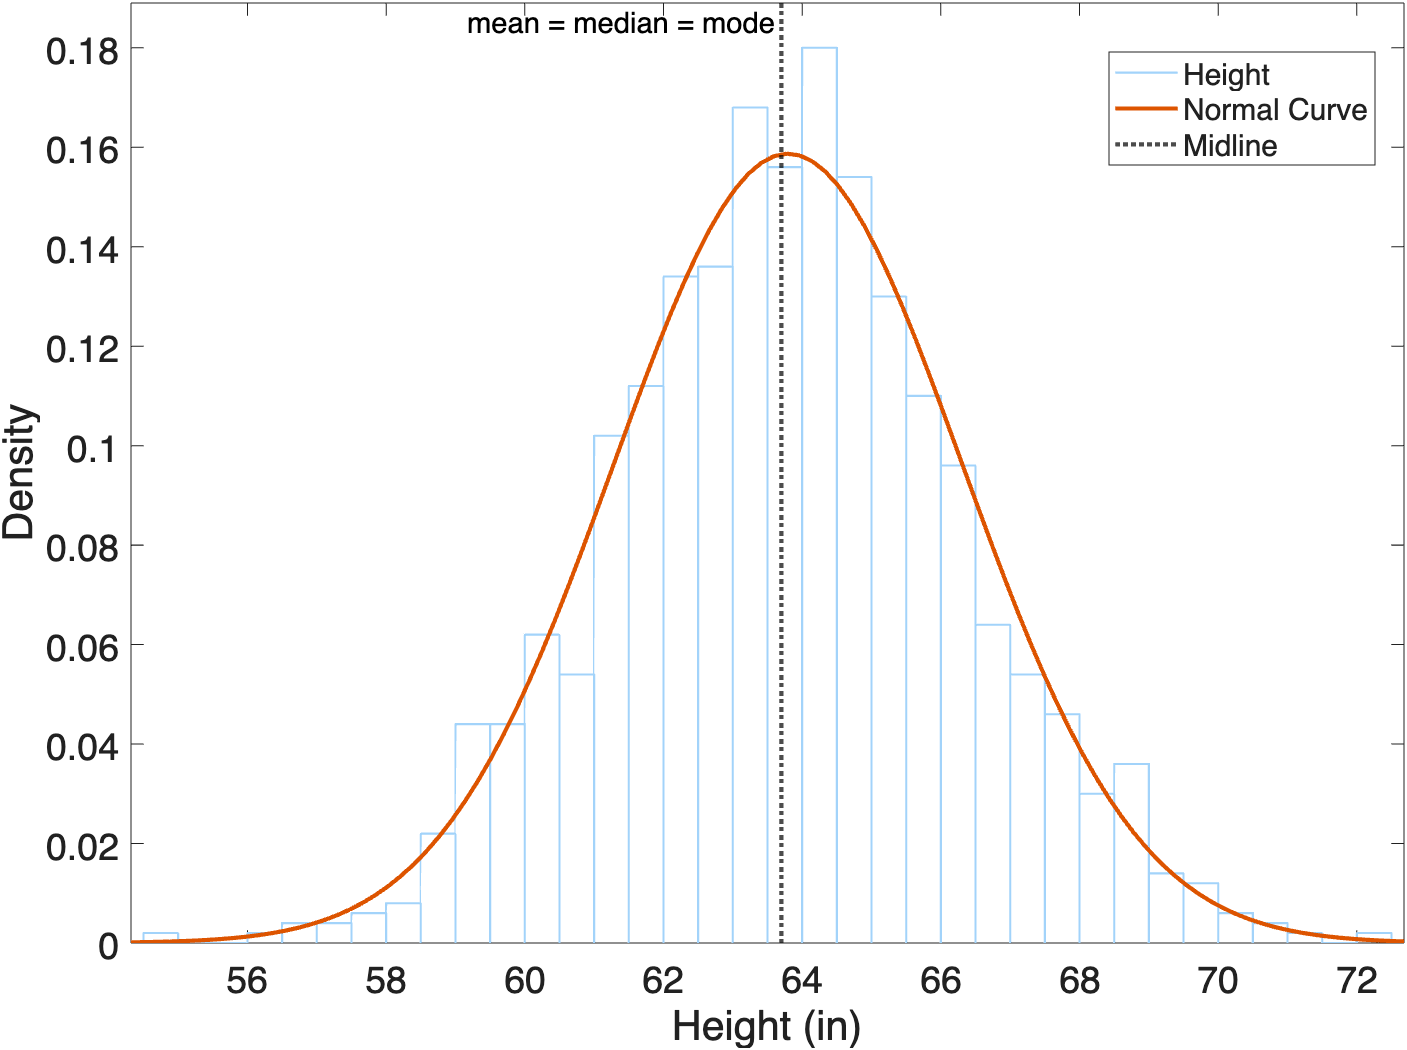 mean = median = mode
Height
Normal Curve
Midline
0.18
0.16
0.14
0.12
0.1
0.08
0.06
0.04
0.02
0
Density
56 58 60 62 64 66 68 70 72
Height (in)